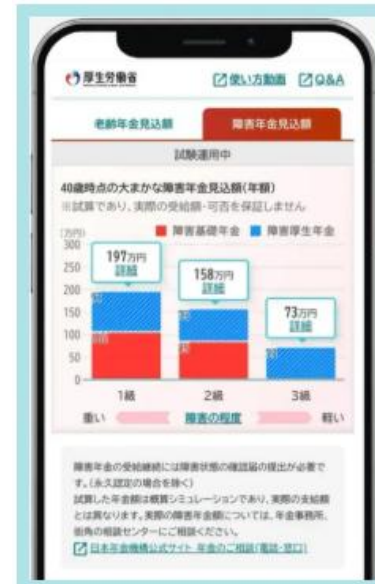 厚生労働省
使い方動画 Q&A
老齢年金見込額 障害年金見込額
試験運用中
40歳時点の大まかな障害年金見込額(年額)
※試算であり、実際の受給額・可否を保証しません
(万円) 障害基礎年金 障害厚生年金
300
250
200
150
100
50
0
197万円
詳細
158万円
詳細
73万円
詳細
1級 2級 3級
重い 障害の程度 軽い
障害年金の受給継続には障害状態の確認届の提出が必要で
す。(永久認定の場合を除く)
試算した年金額は概算シミュレーションであり、実際の支給額
とは異なります。実際の障害年金額については、年金事務所、
街角の相談センターにご相談ください。
日本年金機構公式サイト 年金のご相談(電話・窓口)